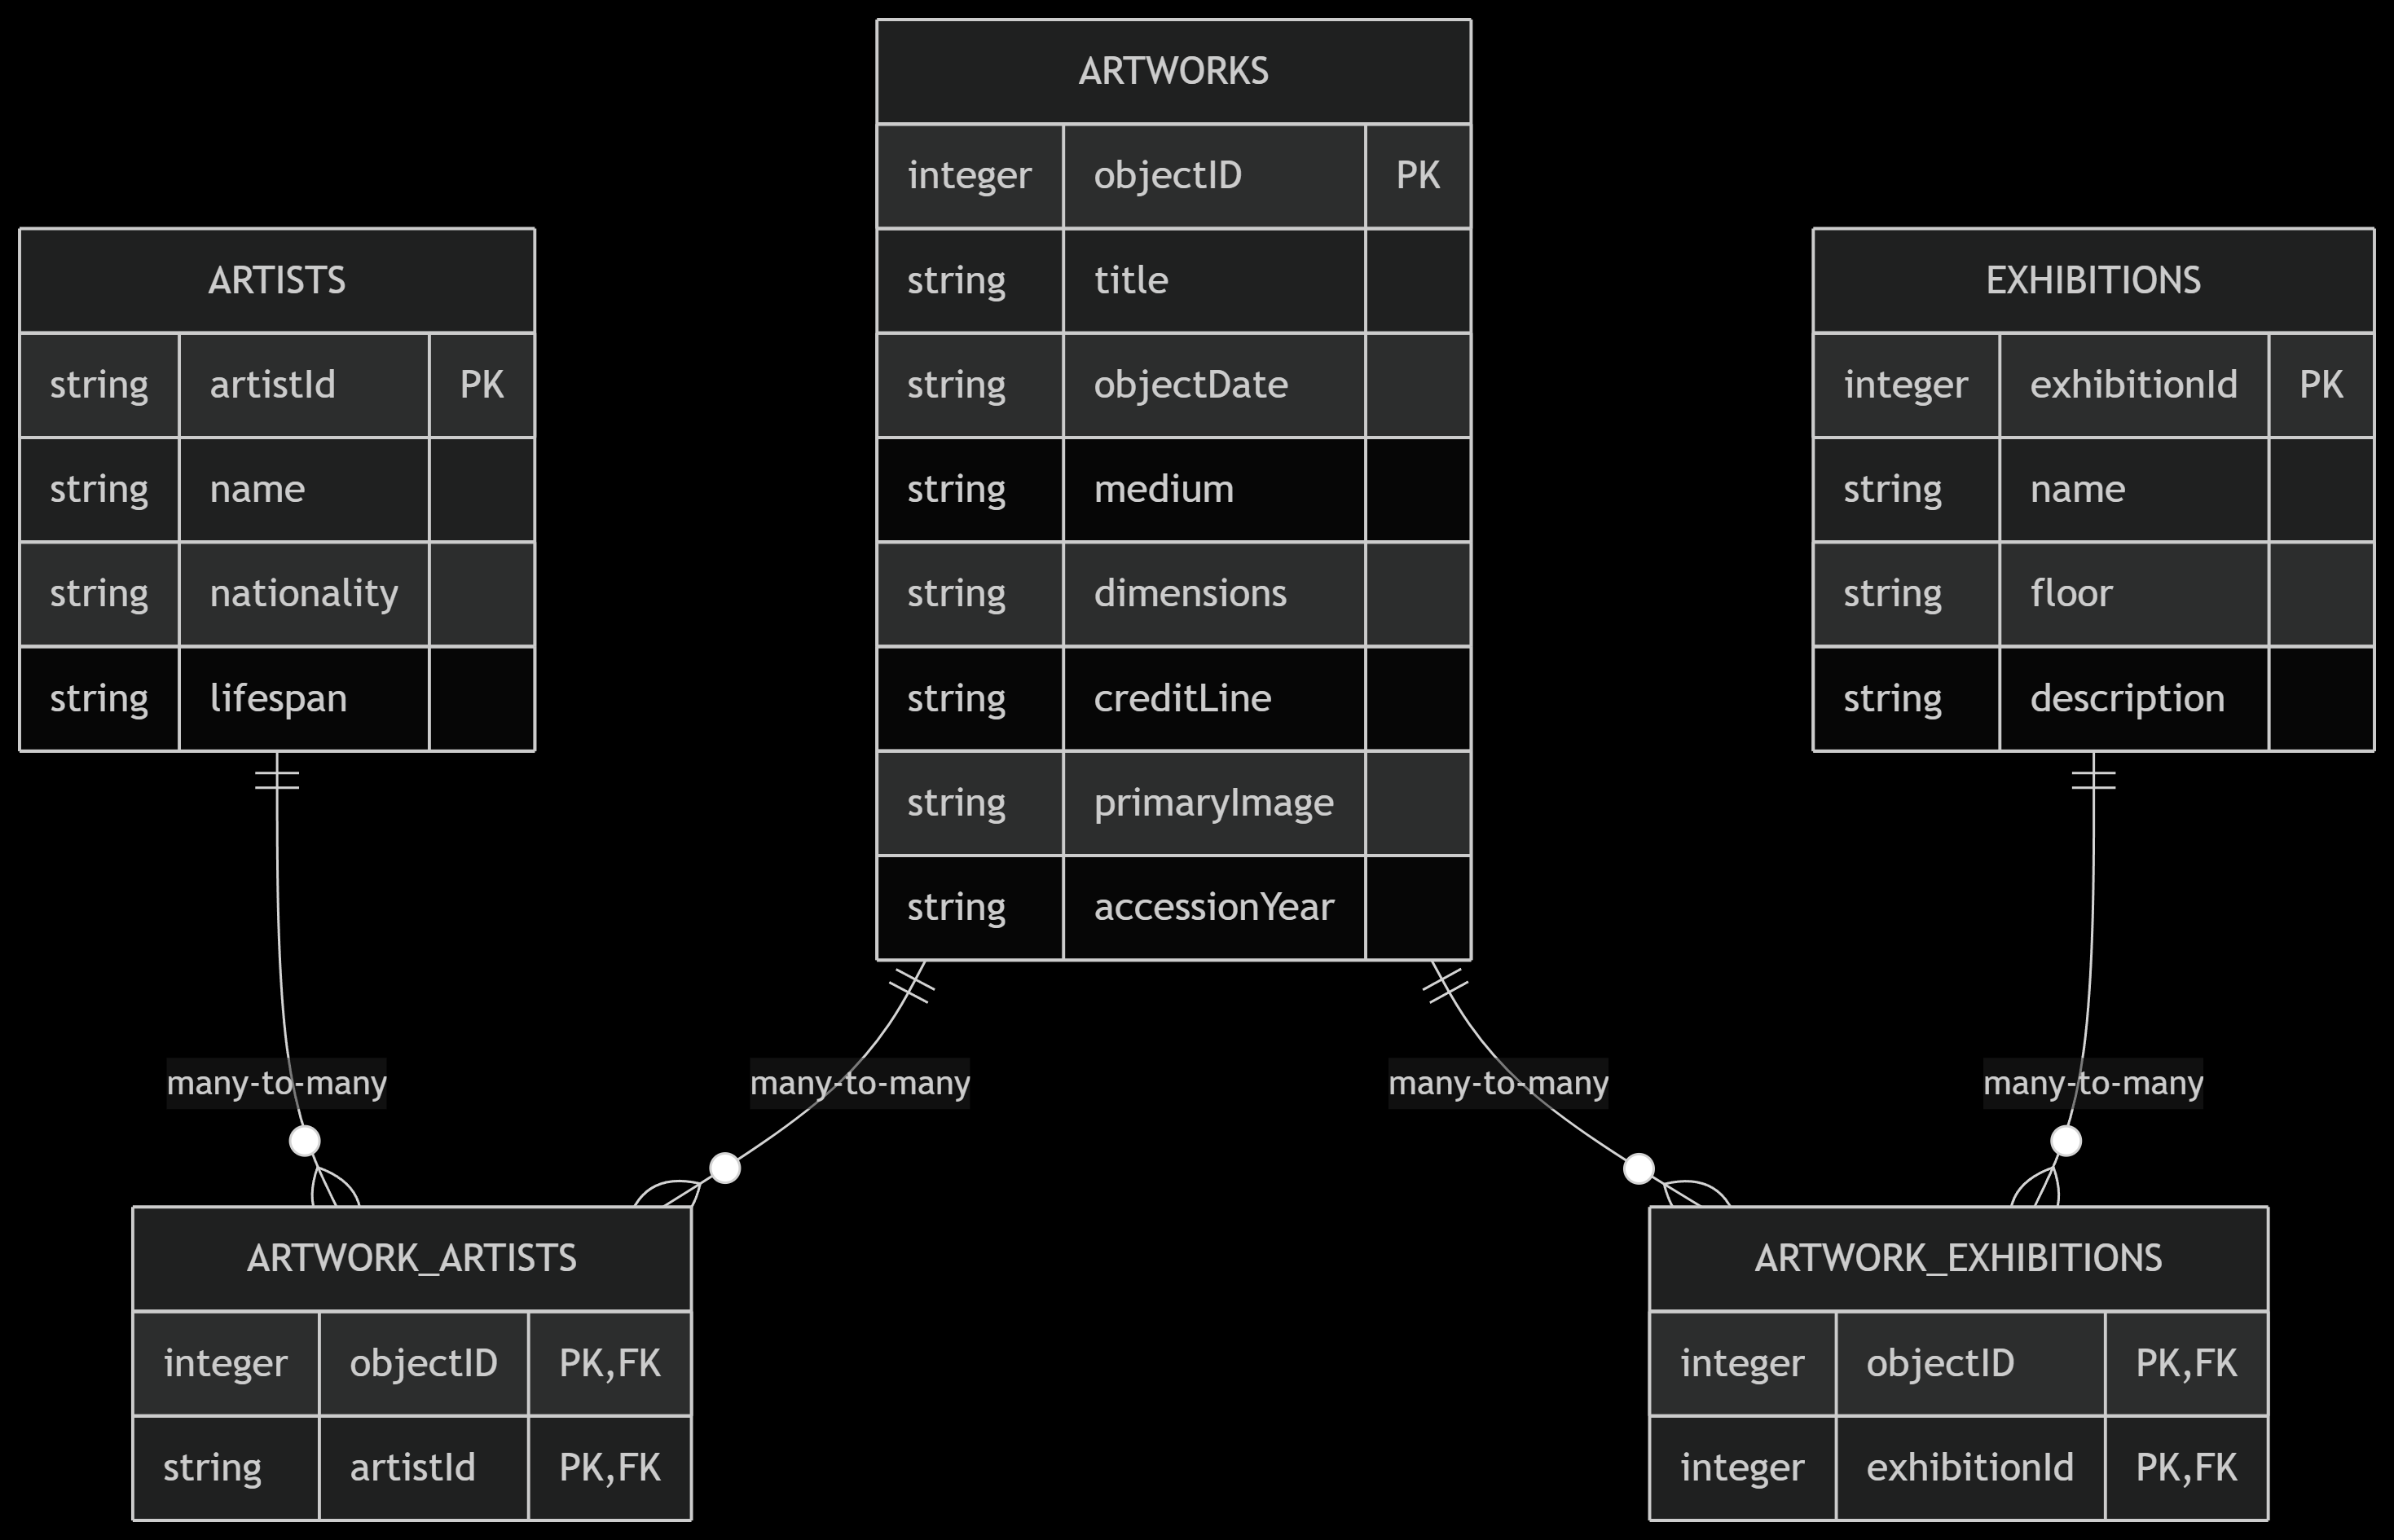 ARTWORKS
integer objectID PK
string title
string objectDate
string medium
string dimensions
string creditLine
string primaryImage
string accessionYear
ARTISTS
string artistId PK
string name
string nationality
string lifespan
EXHIBITIONS
integer exhibitionId PK
string name
string floor
string description
many-to-many
many-to-many
many-to-many
many-to-many
ARTWORK_ARTISTS
integer objectID PK,FK
string artistId PK,FK
ARTWORK_EXHIBITIONS
integer objectID PK,FK
integer exhibitionId PK,FK